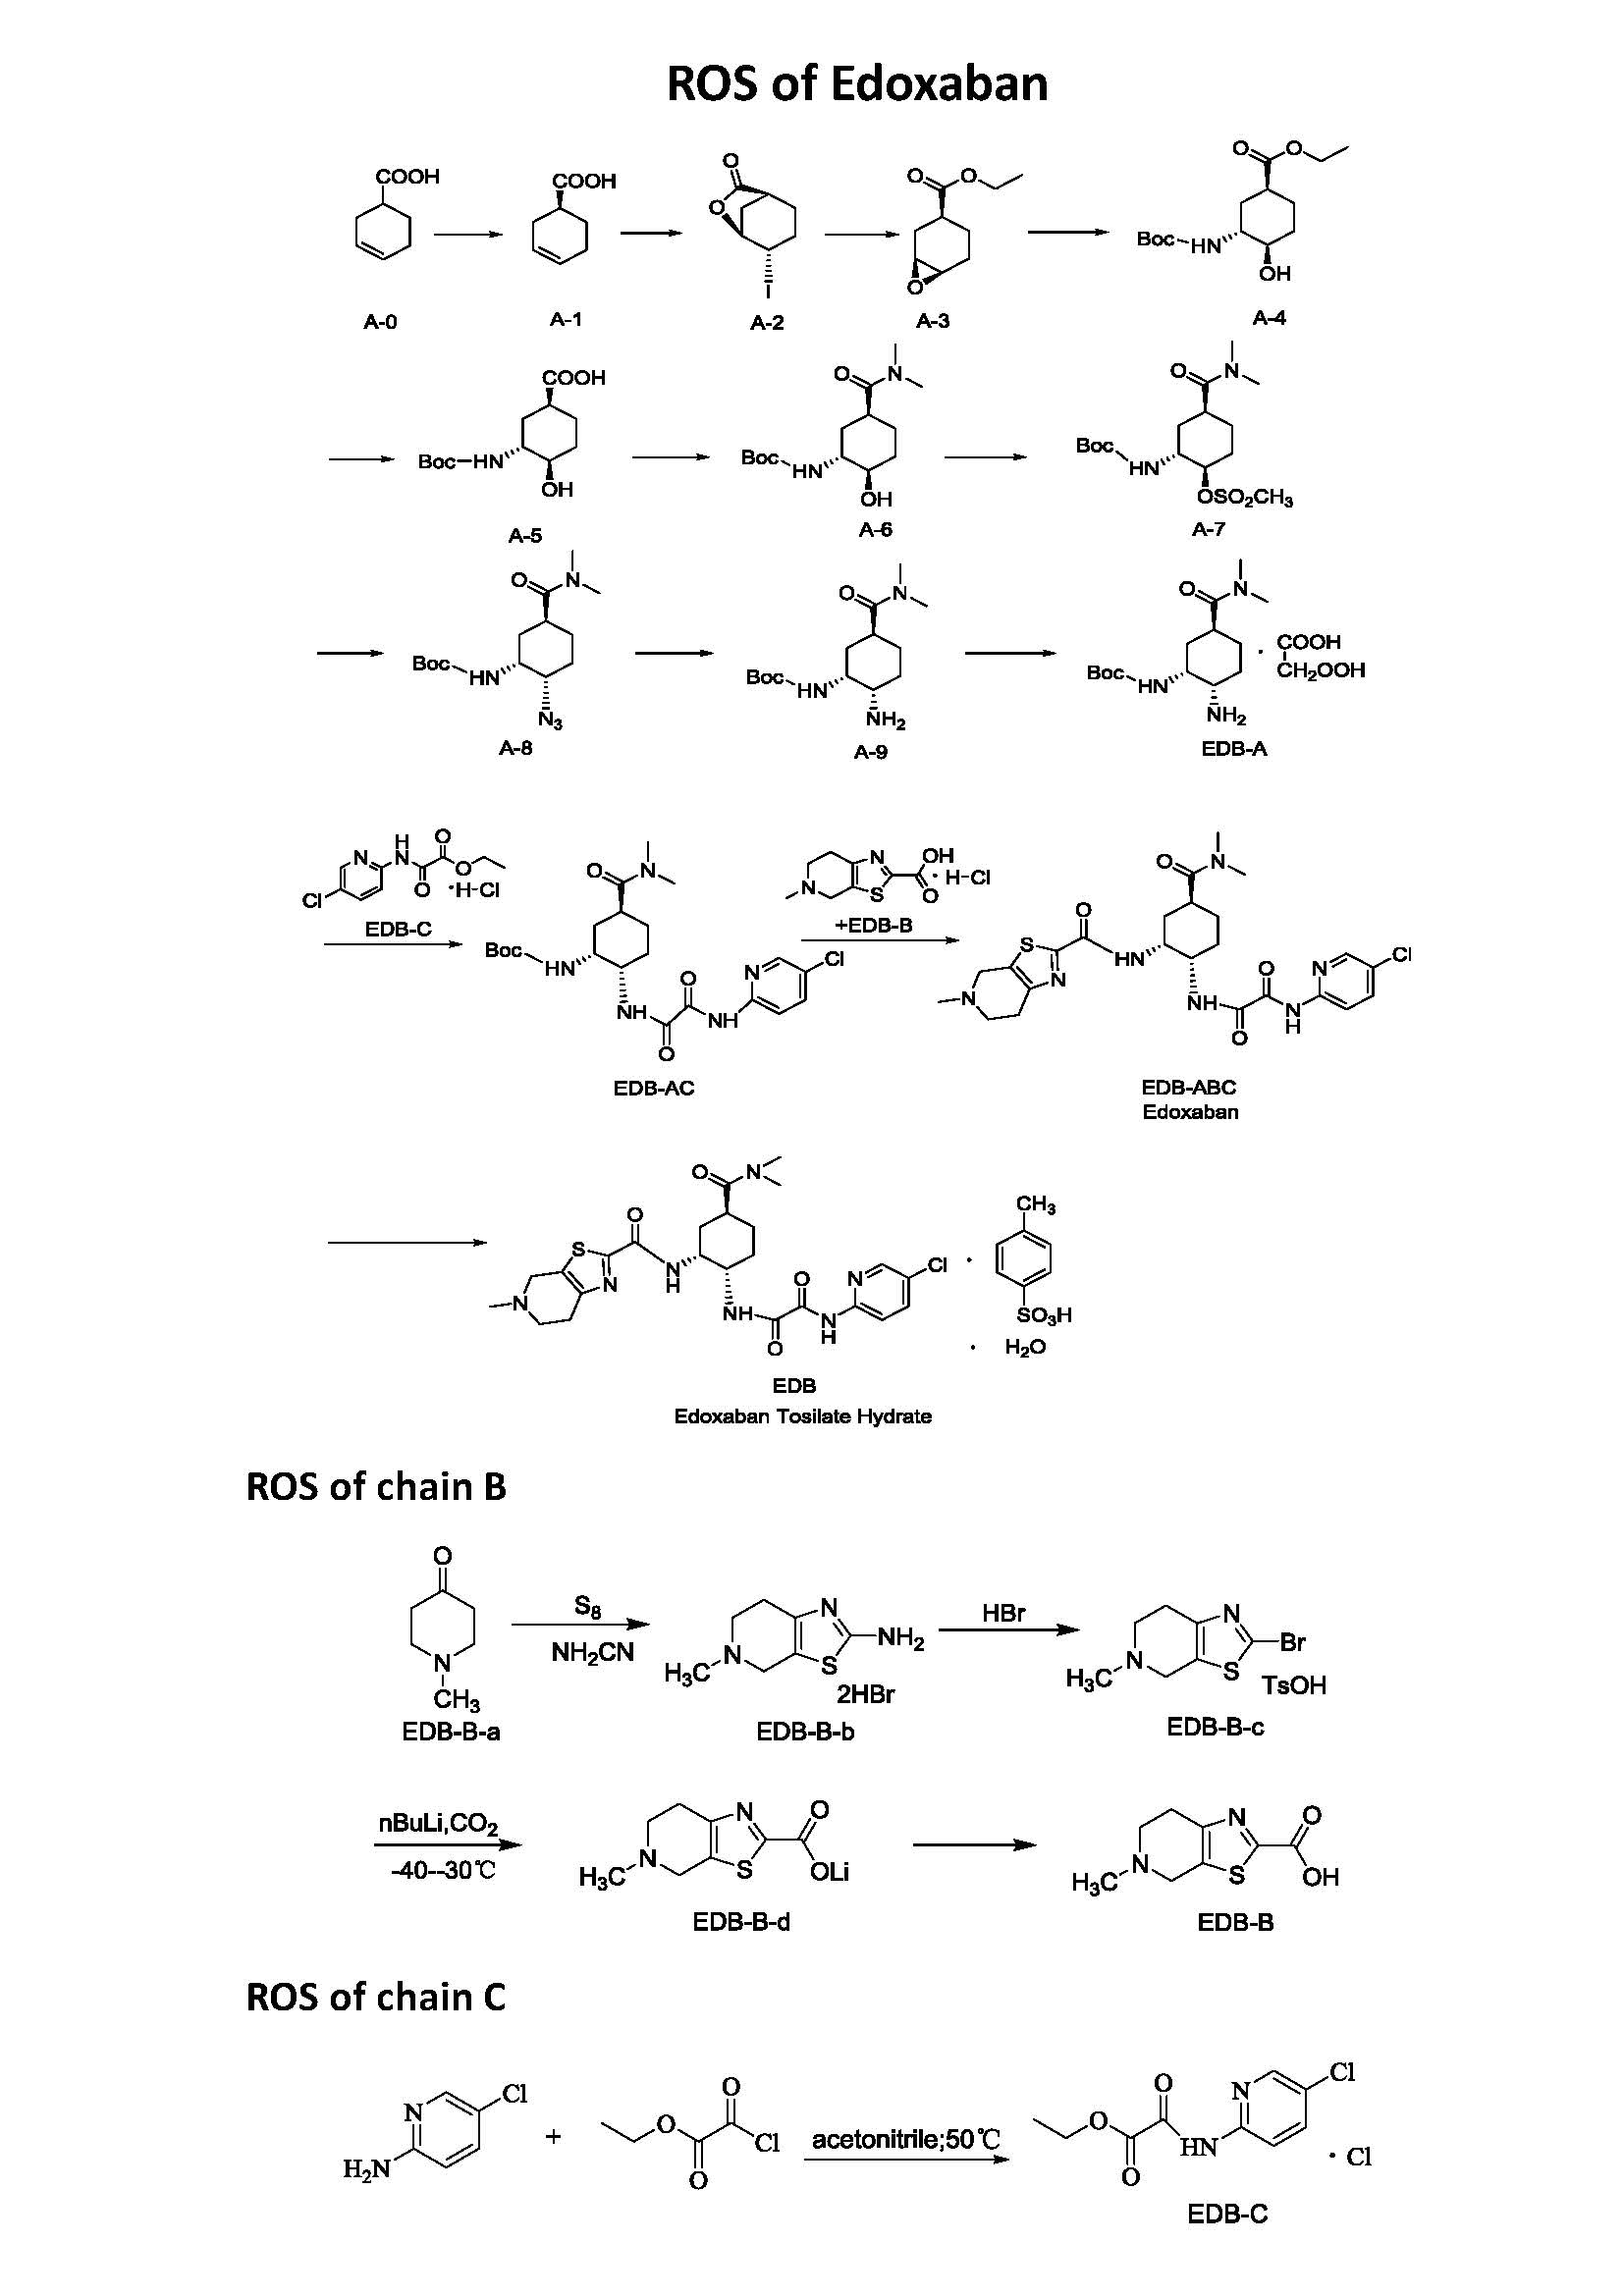 ROS of Edoxaban
COOH
A-0
COOH
A-1
O
O
I
A-2
O
O
O
A-3
O
O
Boc
HN
OH
A-4
COOH
Boc
HN
OH
A-5
O
N
Boc
HN
OH
A-6
O
N
Boc
HN
OSO2CH3
A-7
O
N
Boc
HN
N3
A-8
O
N
Boc
HN
NH2
A-9
O
N
Boc
HN
NH2
· COOH
CH2OOH
EDB-A
H
N
N
O
O
O
Cl
·H-Cl
EDB-C
O
N
Boc
HN
NH
O
O
NH
N
Cl
EDB-AC
N
N
S
OH
O
· H-Cl
+EDB-B
O
N
O
S
N
N
HN
NH
O
O
N
H
N
Cl
EDB-ABC
Edoxaban
O
N
O
S
N
N
N
H
NH
O
O
N
H
N
Cl
·
CH3
SO3H
· H2O
EDB
Edoxaban Tosilate Hydrate
ROS of chain B
O
N
CH3
EDB-B-a
S8
NH2CN
N
NH2
N
S
H3C
2HBr
EDB-B-b
HBr
N
Br
N
S
H3C
TsOH
EDB-B-c
nBuLi,CO2
-40--30℃
N
O
N
S
OLi
H3C
EDB-B-d
N
O
N
S
OH
H3C
EDB-B
ROS of chain C
Cl
N
H2N
+
O
O
Cl
O
acetonitrile;50℃
O
O
O
HN
N
Cl
· Cl
EDB-C